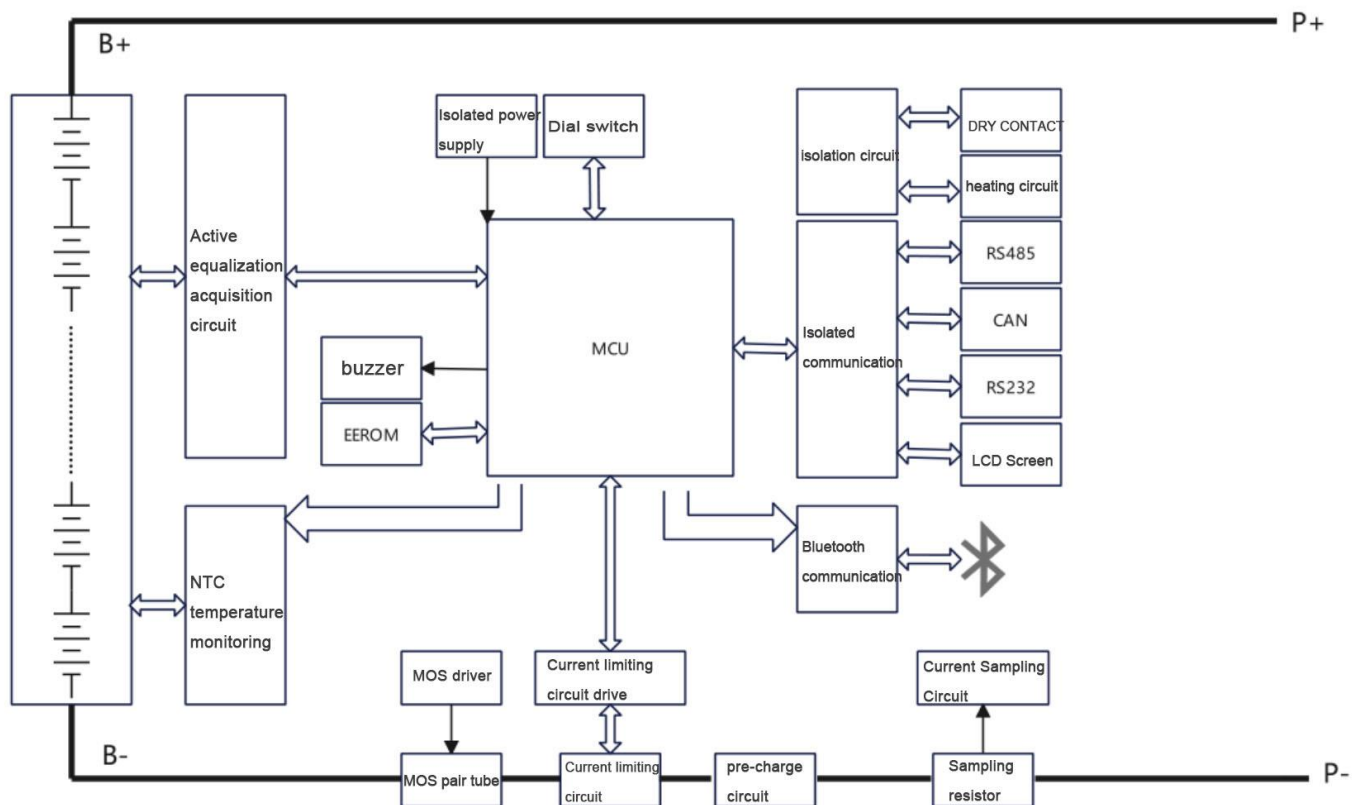 B+
P+
Isolated power
supply
Dial switch
DRY CONTACT
isolation circuit
heating circuit
Active
equalization
acquisition
circuit
RS485
CAN
MCU
Isolated
communication
buzzer
RS232
EEROM
LCD Screen
Bluetooth
communication
NTC
temperature
monitoring
MOS driver
Current limiting
circuit drive
Current Sampling
Circuit
B-
MOS pair tube
Current limiting
circuit
pre-charge
circuit
Sampling
resistor
P-